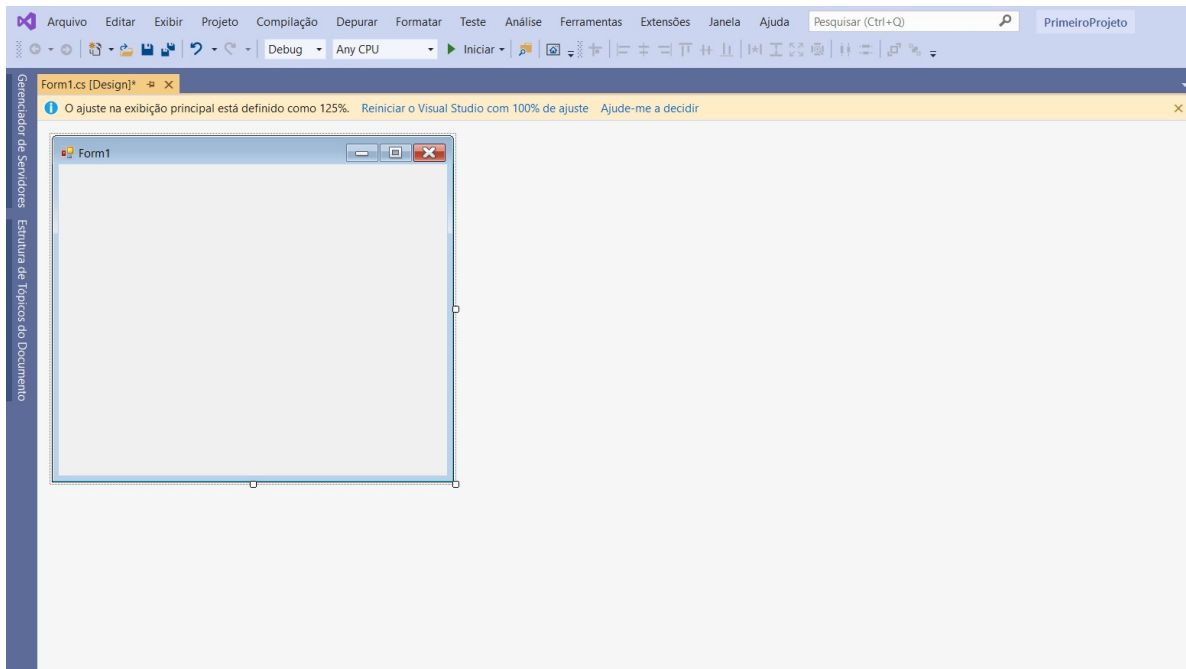 Arquivo Editar Exibir Projeto Compilação Depurar Formatar Teste Análise Ferramentas Extensões Janela Ajuda Pesquisar (Ctrl+Q) PrimeiroProjeto
Debug Any CPU Iniciar
Form1.cs [Design]*
O ajuste na exibição principal está definido como 125%. Reiniciar o Visual Studio com 100% de ajuste Ajude-me a decidir
Form1
Gerenciador de Servidores
Estrutura de Tópicos do Documento